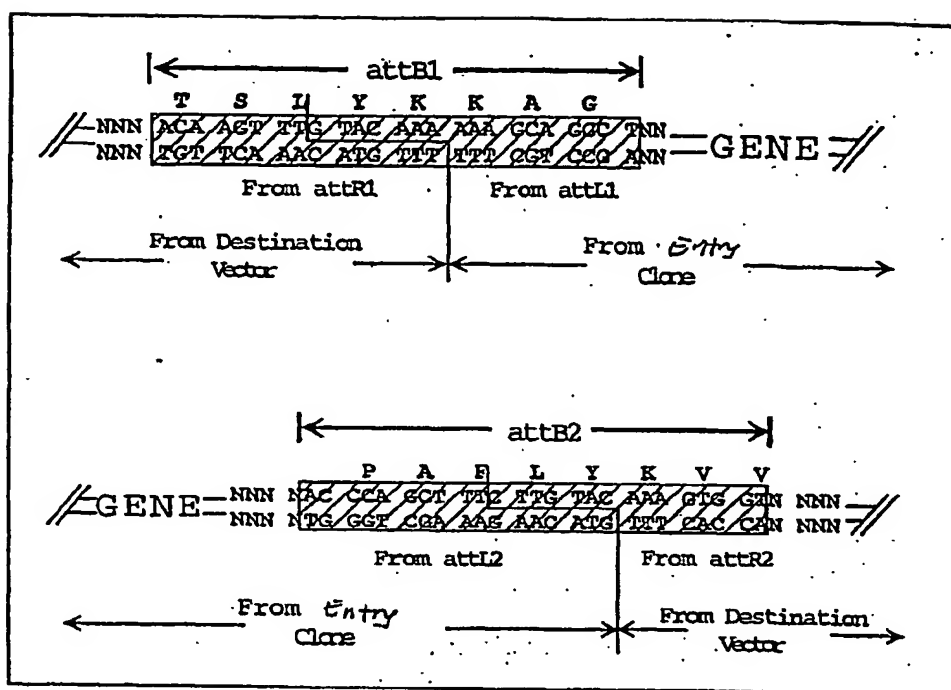 attB1
T S L Y K K A G
NNN ACA AGT TTG TAC AAA AAA GCA GGC TNN GENE
NNN TGT TCA AAC ATG TTT TTT CGT CCG ANN
From attR1 From attL1
From Destination Vector From Entry Clone
attB2
P A F L Y K V V
GENE NNN NAC CCA GCT TTC TTG TAC AAA GTG GTN NNN
NNN NTG GGT CGA AAG AAC ATG TTT CAC CAN NNN
From attL2 From attR2
From Entry Clone From Destination Vector